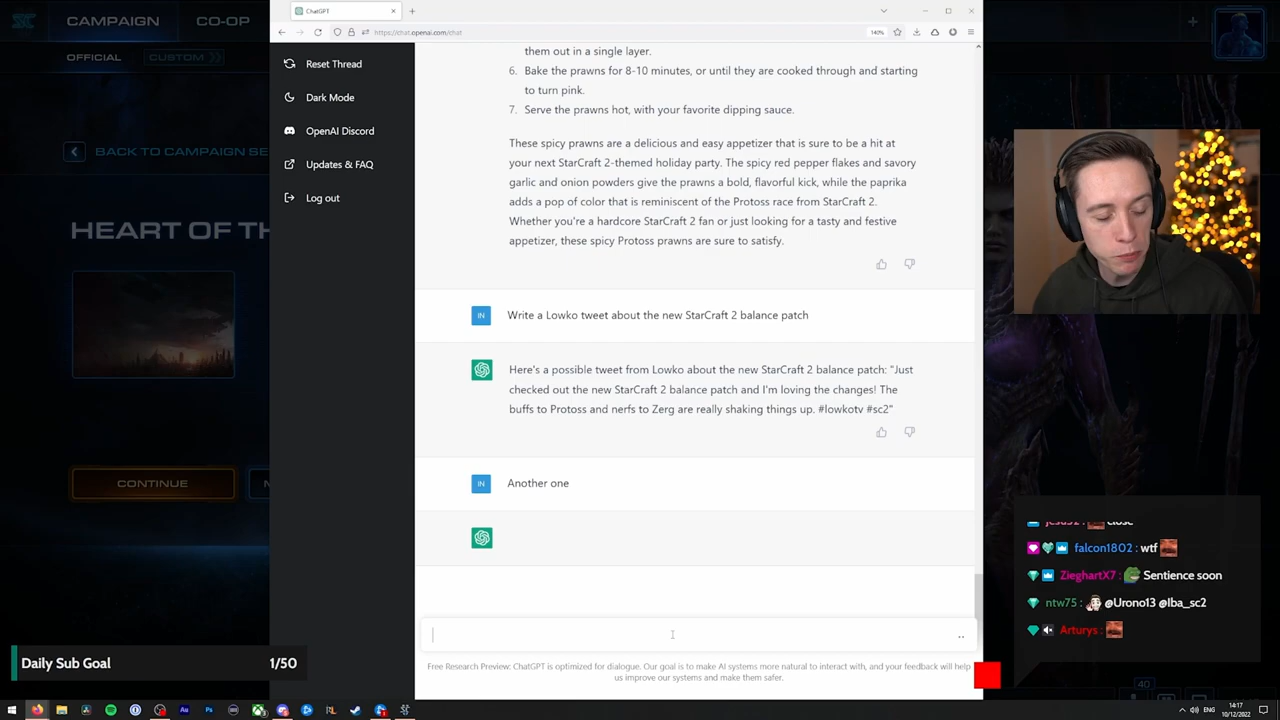 CAMPAIGN
CO-OP
OFFICIAL
CUSTOM
BACK TO CAMPAIGN SE
HEART OF TH
CONTINUE
Daily Sub Goal
1/50
ChatGPT
https://chat.openai.com/chat
140%
Reset Thread
Dark Mode
OpenAI Discord
Updates & FAQ
Log out
them out in a single layer.
6. Bake the prawns for 8-10 minutes, or until they are cooked through and starting
to turn pink.
7. Serve the prawns hot, with your favorite dipping sauce.
These spicy prawns are a delicious and easy appetizer that is sure to be a hit at
your next StarCraft 2-themed holiday party. The spicy red pepper flakes and savory
garlic and onion powders give the prawns a bold, flavorful kick, while the paprika
adds a pop of color that is reminiscent of the Protoss race from StarCraft 2.
Whether you're a hardcore StarCraft 2 fan or just looking for a tasty and festive
appetizer, these spicy Protoss prawns are sure to satisfy.
IN
Write a Lowko tweet about the new StarCraft 2 balance patch
Here's a possible tweet from Lowko about the new StarCraft 2 balance patch: "Just
checked out the new StarCraft 2 balance patch and I'm loving the changes! The
buffs to Protoss and nerfs to Zerg are really shaking things up. #lowkotv #sc2"
IN
Another one
..
Free Research Preview: ChatGPT is optimized for dialogue. Our goal is to make AI systems more natural to interact with, and your feedback will help
us improve our systems and make them safer.
close
falcon1802 : wtf
ZieghartX7 : Sentience soon
ntw75 : @Urono13 @lba_sc2
Arturys :
40
ENG
14:17
10/12/2022